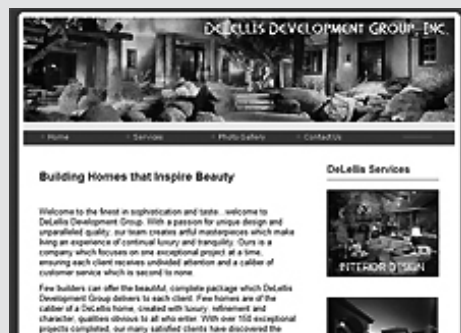 DELELLIS DEVELOPMENT GROUP, INC.
Home Services Photo Gallery Contact Us
Building Homes that Inspire Beauty
DeLellis Services
Welcome to the finest in sophistication and taste...welcome to
DeLellis Development Group. With a passion for unique design and
unparalleled quality, our team creates artful masterpieces which make
living an experience of continual luxury and tranquility. Ours is a
company which focuses on one exceptional project at a time,
ensuring each client receives undivided attention and a caliber of
customer service which is second to none.
Few builders can offer the beautiful, complete package which DeLellis
Development Group delivers to each client. Few homes are of the
caliber of a DeLellis home, created with luxury, refinement and
character, qualities obvious to all who enter. With over 150 exceptional
projects completed, our many satisfied clients have discovered the
INTERIOR DESIGN